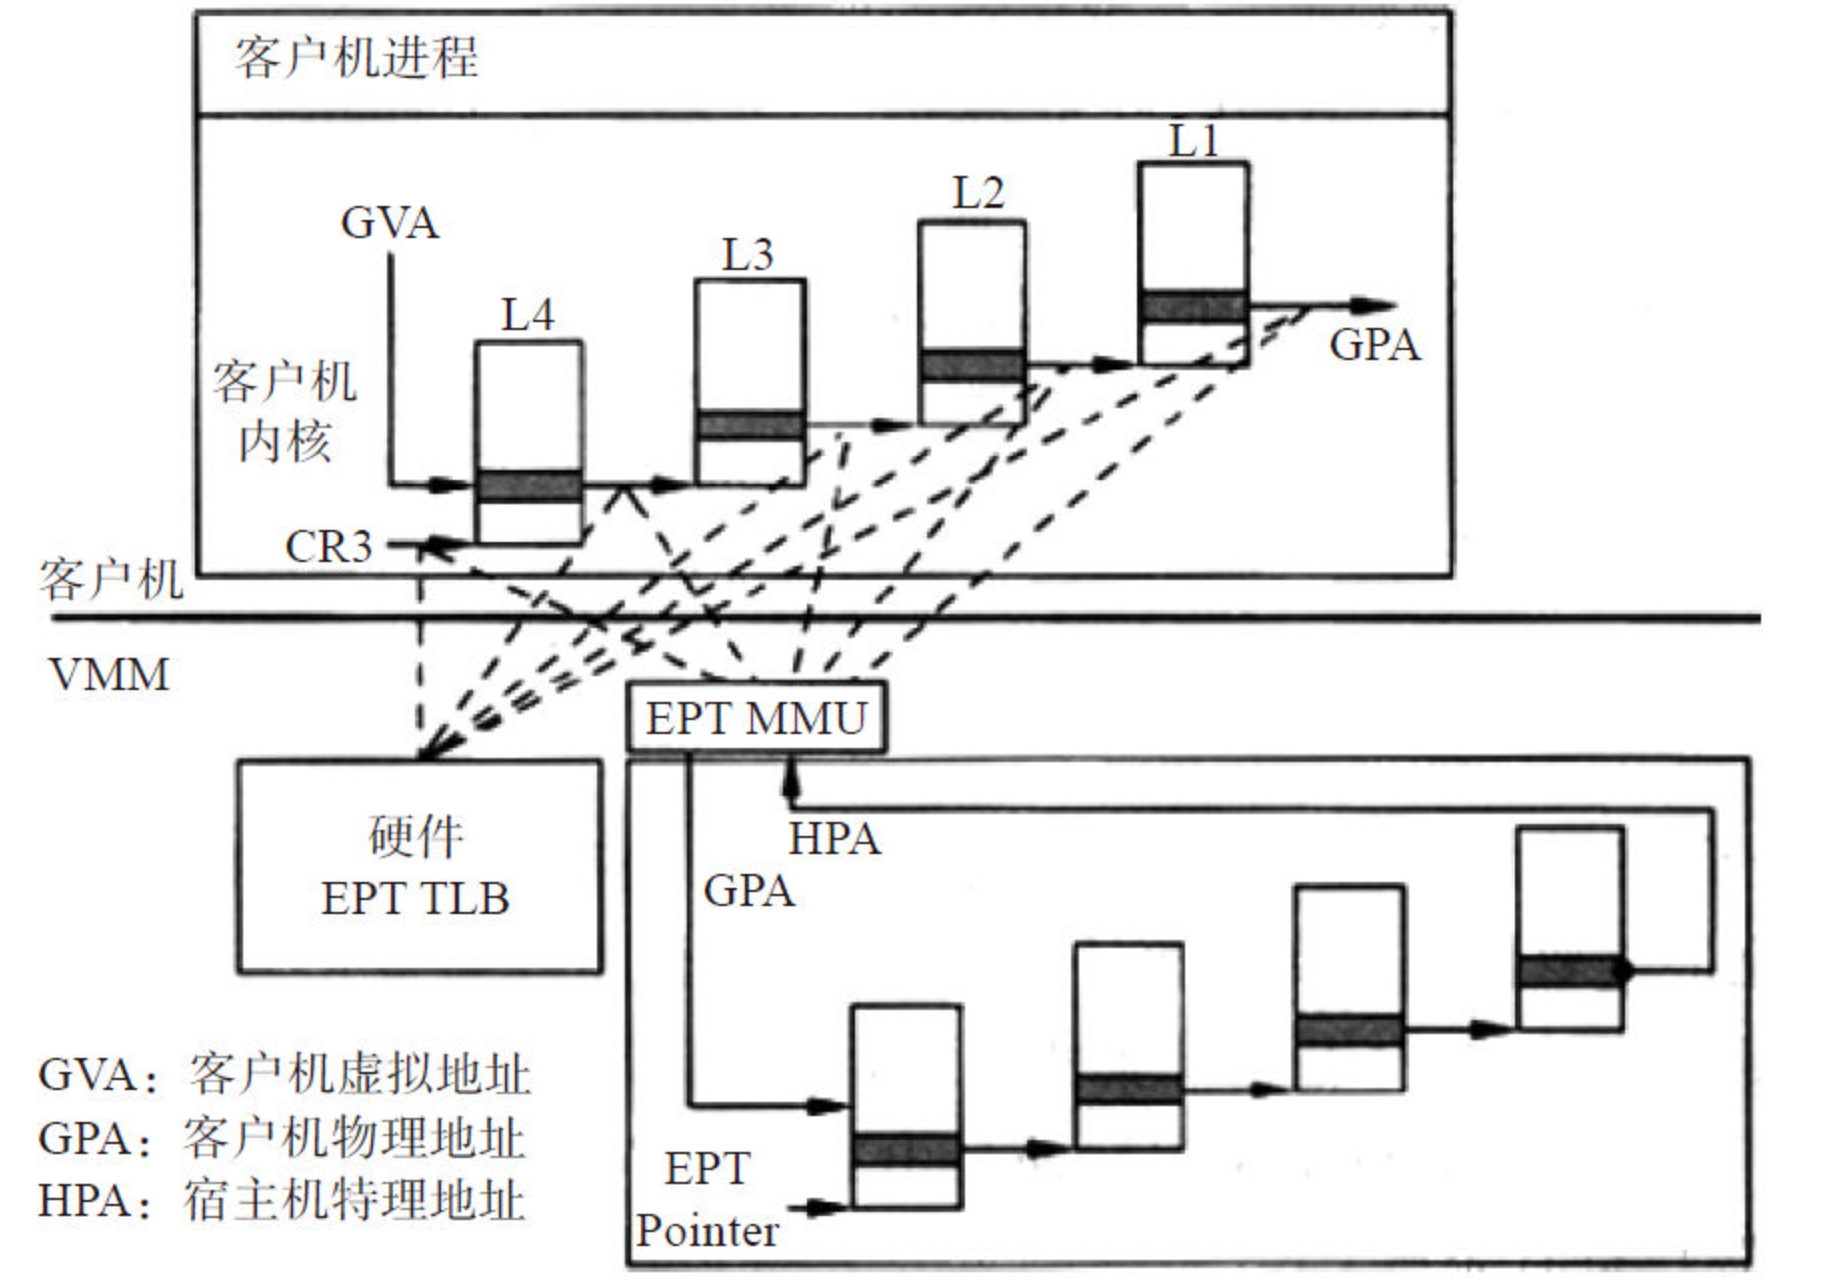 客户机进程
L1
L2
GVA
L3
L4
GPA
客户机
内核
CR3
客户机
VMM
EPT MMU
硬件
EPT TLB
HPA
GPA
GVA：客户机虚拟地址
GPA：客户机物理地址
HPA：宿主机特理地址
EPT
Pointer